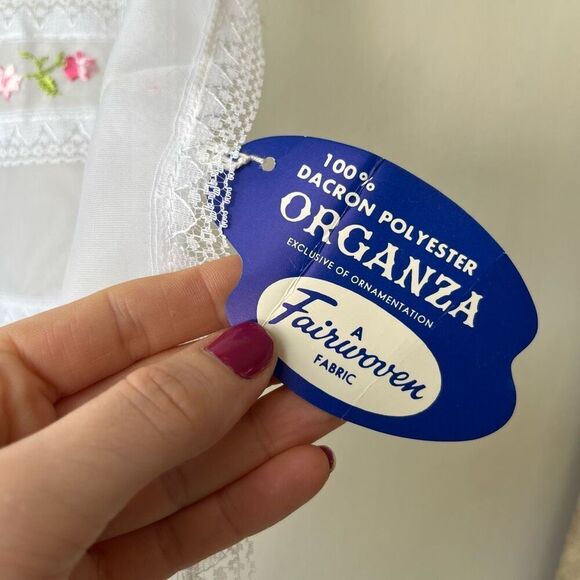 100%
DACRON POLYESTER
ORGANZA
EXCLUSIVE OF ORNAMENTATION
A
Fairwoven
FABRIC